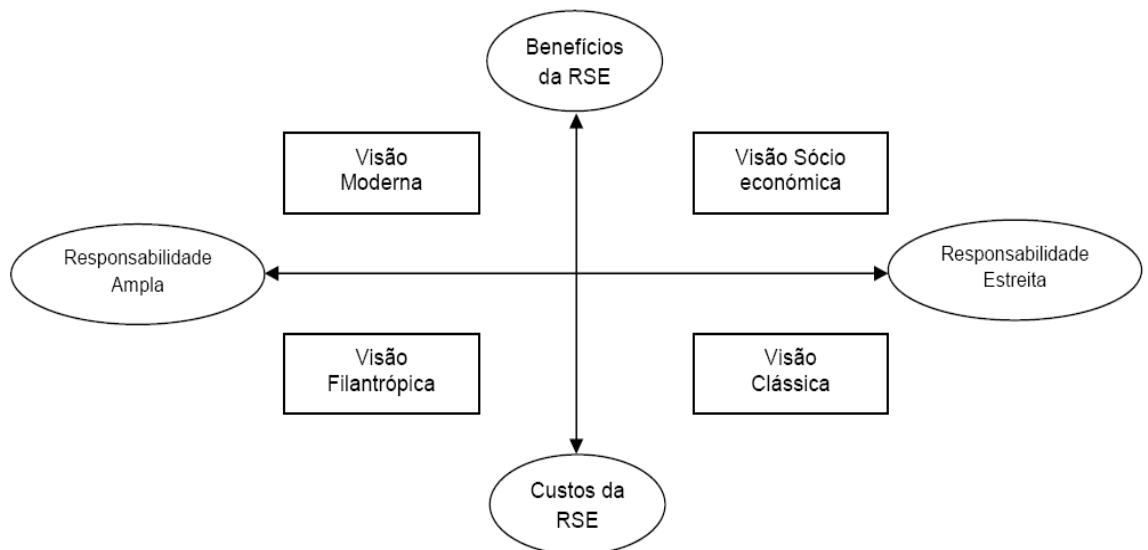 Benefícios
da RSE
Visão
Moderna
Visão Sócio
económica
Responsabilidade
Ampla
Responsabilidade
Estreita
Visão
Filantrópica
Visão
Clássica
Custos da
RSE